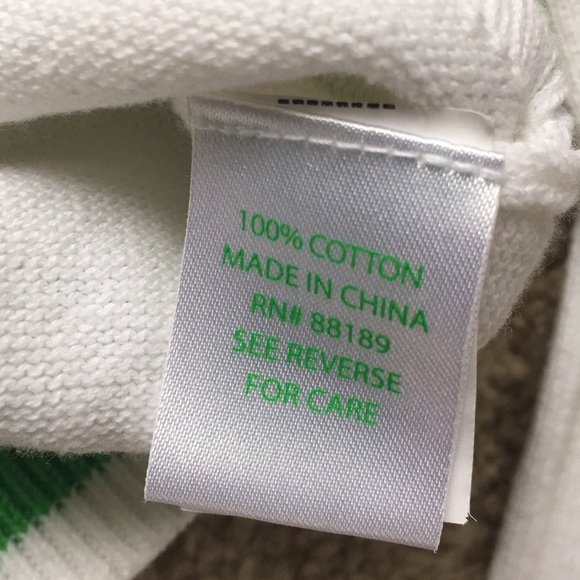 100% COTTON
MADE IN CHINA
RN# 88189
SEE REVERSE
FOR CARE